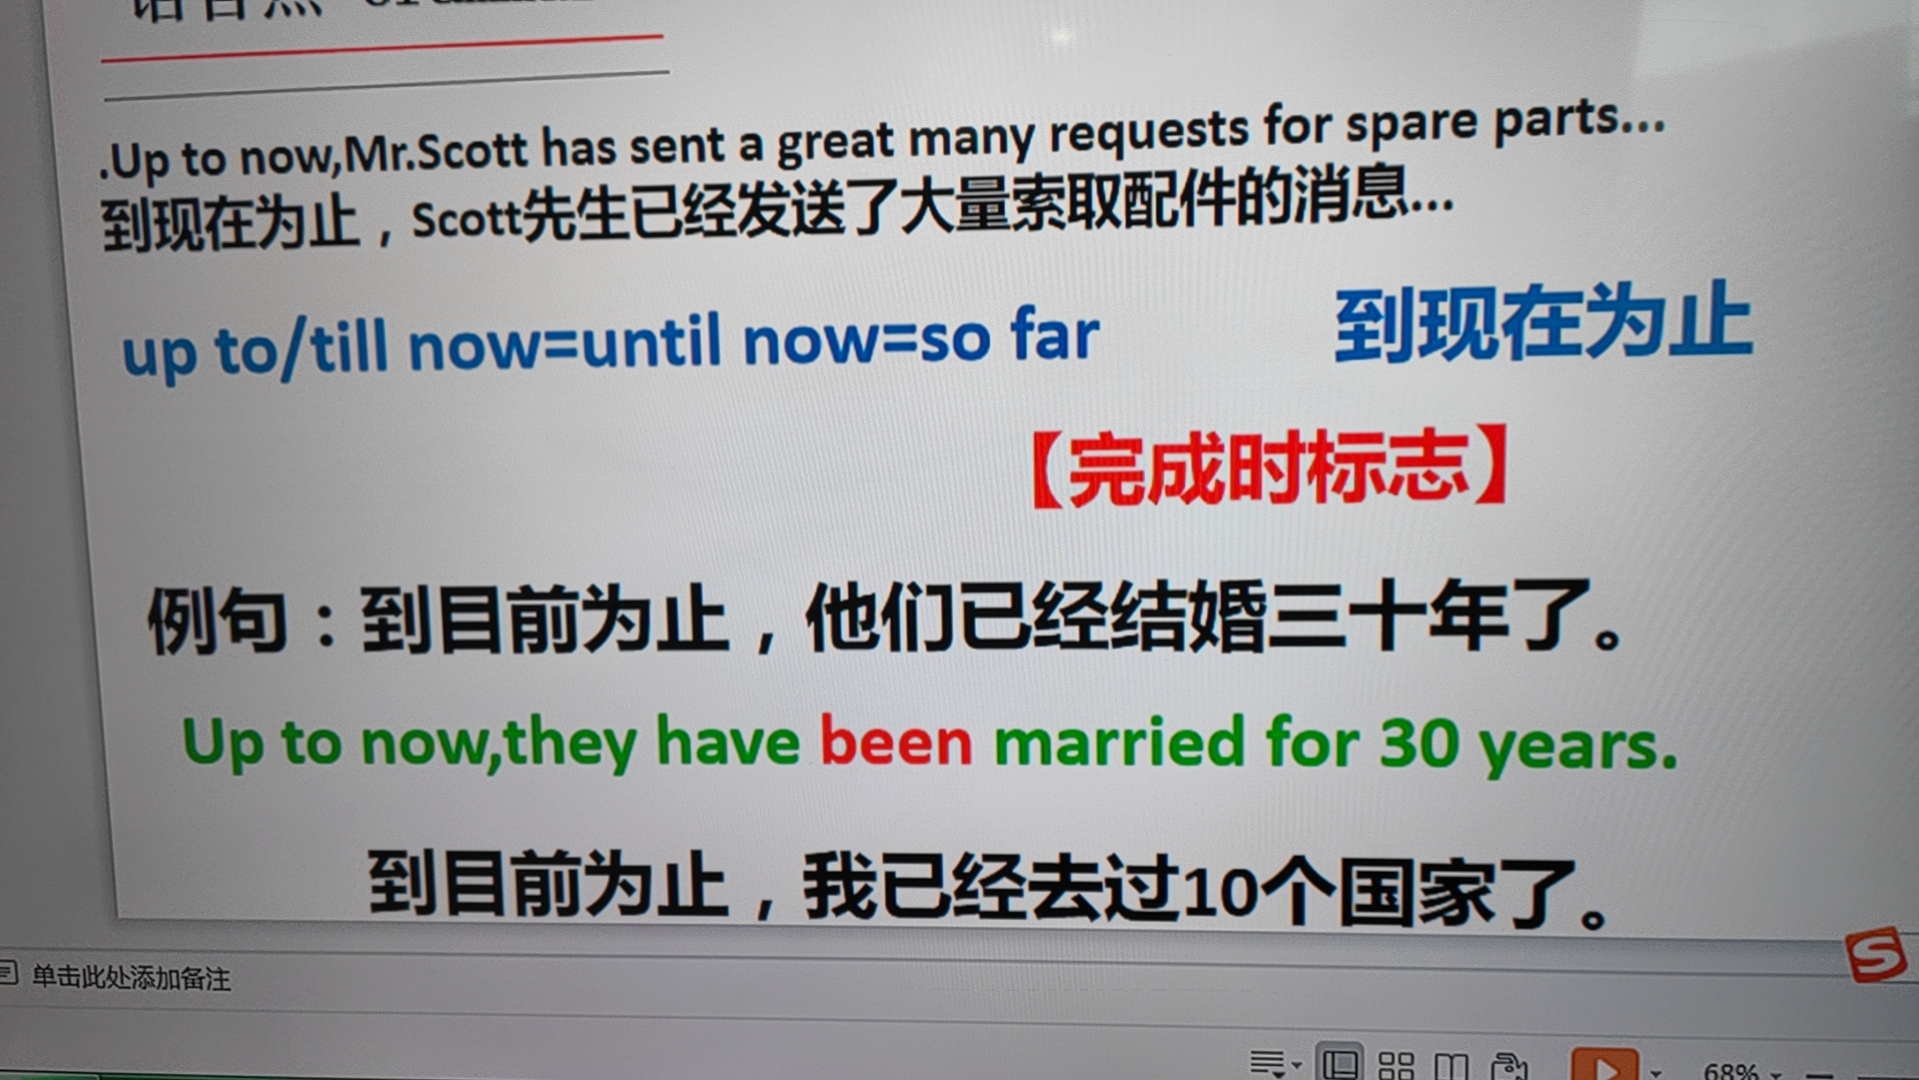 .Up to now,Mr.Scott has sent a great many requests for spare parts...
到现在为止，Scott先生已经发送了大量索取配件的消息...
up to/till now=until now=so far 到现在为止
【完成时标志】
例句：到目前为止，他们已经结婚三十年了。
Up to now,they have been married for 30 years.
到目前为止，我已经去过10个国家了。
单击此处添加备注
68%